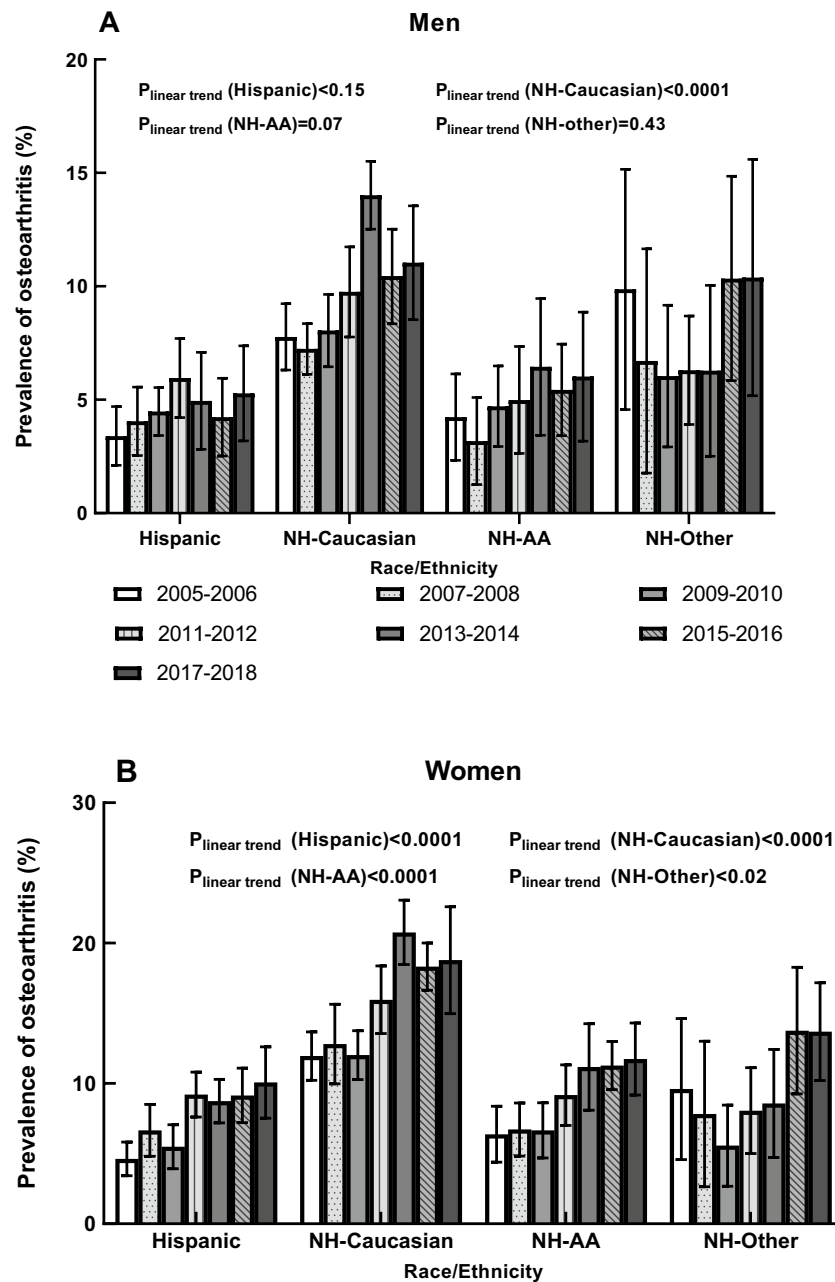 A
Men
20
15
10
5
0
Prevalence of osteoarthritis (%)
Plinear trend (Hispanic)<0.15
Plinear trend (NH-Caucasian)<0.0001
Plinear trend (NH-AA)=0.07
Plinear trend (NH-other)=0.43
Hispanic NH-Caucasian NH-AA NH-Other
Race/Ethnicity
2005-2006 2007-2008 2009-2010
2011-2012 2013-2014 2015-2016
2017-2018
B
Women
30
20
10
0
Prevalence of osteoarthritis (%)
Plinear trend (Hispanic)<0.0001
Plinear trend (NH-Caucasian)<0.0001
Plinear trend (NH-AA)<0.0001
Plinear trend (NH-Other)<0.02
Hispanic NH-Caucasian NH-AA NH-Other
Race/Ethnicity